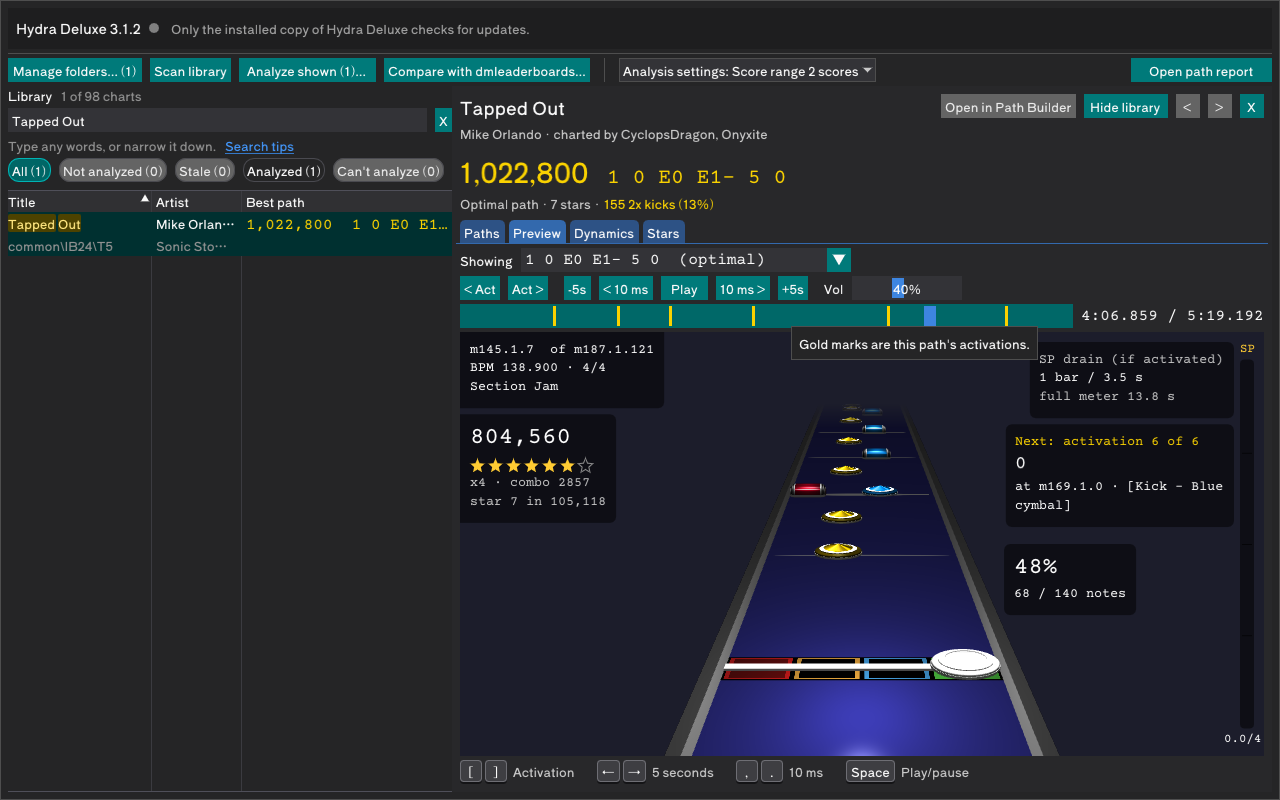 Hydra Deluxe 3.1.2 Only the installed copy of Hydra Deluxe checks for updates.
Manage folders... (1) Scan library Analyze shown (1)... Compare with dmleaderboards... Analysis settings: Score range 2 scores Open path report
Library 1 of 98 charts
Tapped Out X
Type any words, or narrow it down. Search tips
All (1) Not analyzed (0) Stale (0) Analyzed (1) Can't analyze (0)
Title Artist Best path
Tapped Out Mike Orlan... 1,022,800 1 0 E0 E1...
common\IB24\T5 Sonic Sto...
Tapped Out Open in Path Builder Hide library < > X
Mike Orlando · charted by CyclopsDragon, Onyxite
1,022,800 1 0 E0 E1- 5 0
Optimal path · 7 stars · 155 2x kicks (13%)
Paths Preview Dynamics Stars
Showing 1 0 E0 E1- 5 0 (optimal)
< Act Act > -5s < 10 ms Play 10 ms > +5s Vol 40%
4:06.859 / 5:19.192
Gold marks are this path's activations.
m145.1.7 of m187.1.121
BPM 138.900 · 4/4
Section Jam
804,560
x4 · combo 2857
star 7 in 105,118
SP drain (if activated)
1 bar / 3.5 s
full meter 13.8 s
SP
Next: activation 6 of 6
0
at m169.1.0 · [Kick - Blue
cymbal]
48%
68 / 140 notes
0.0/4
[ ] Activation ← → 5 seconds , . 10 ms Space Play/pause